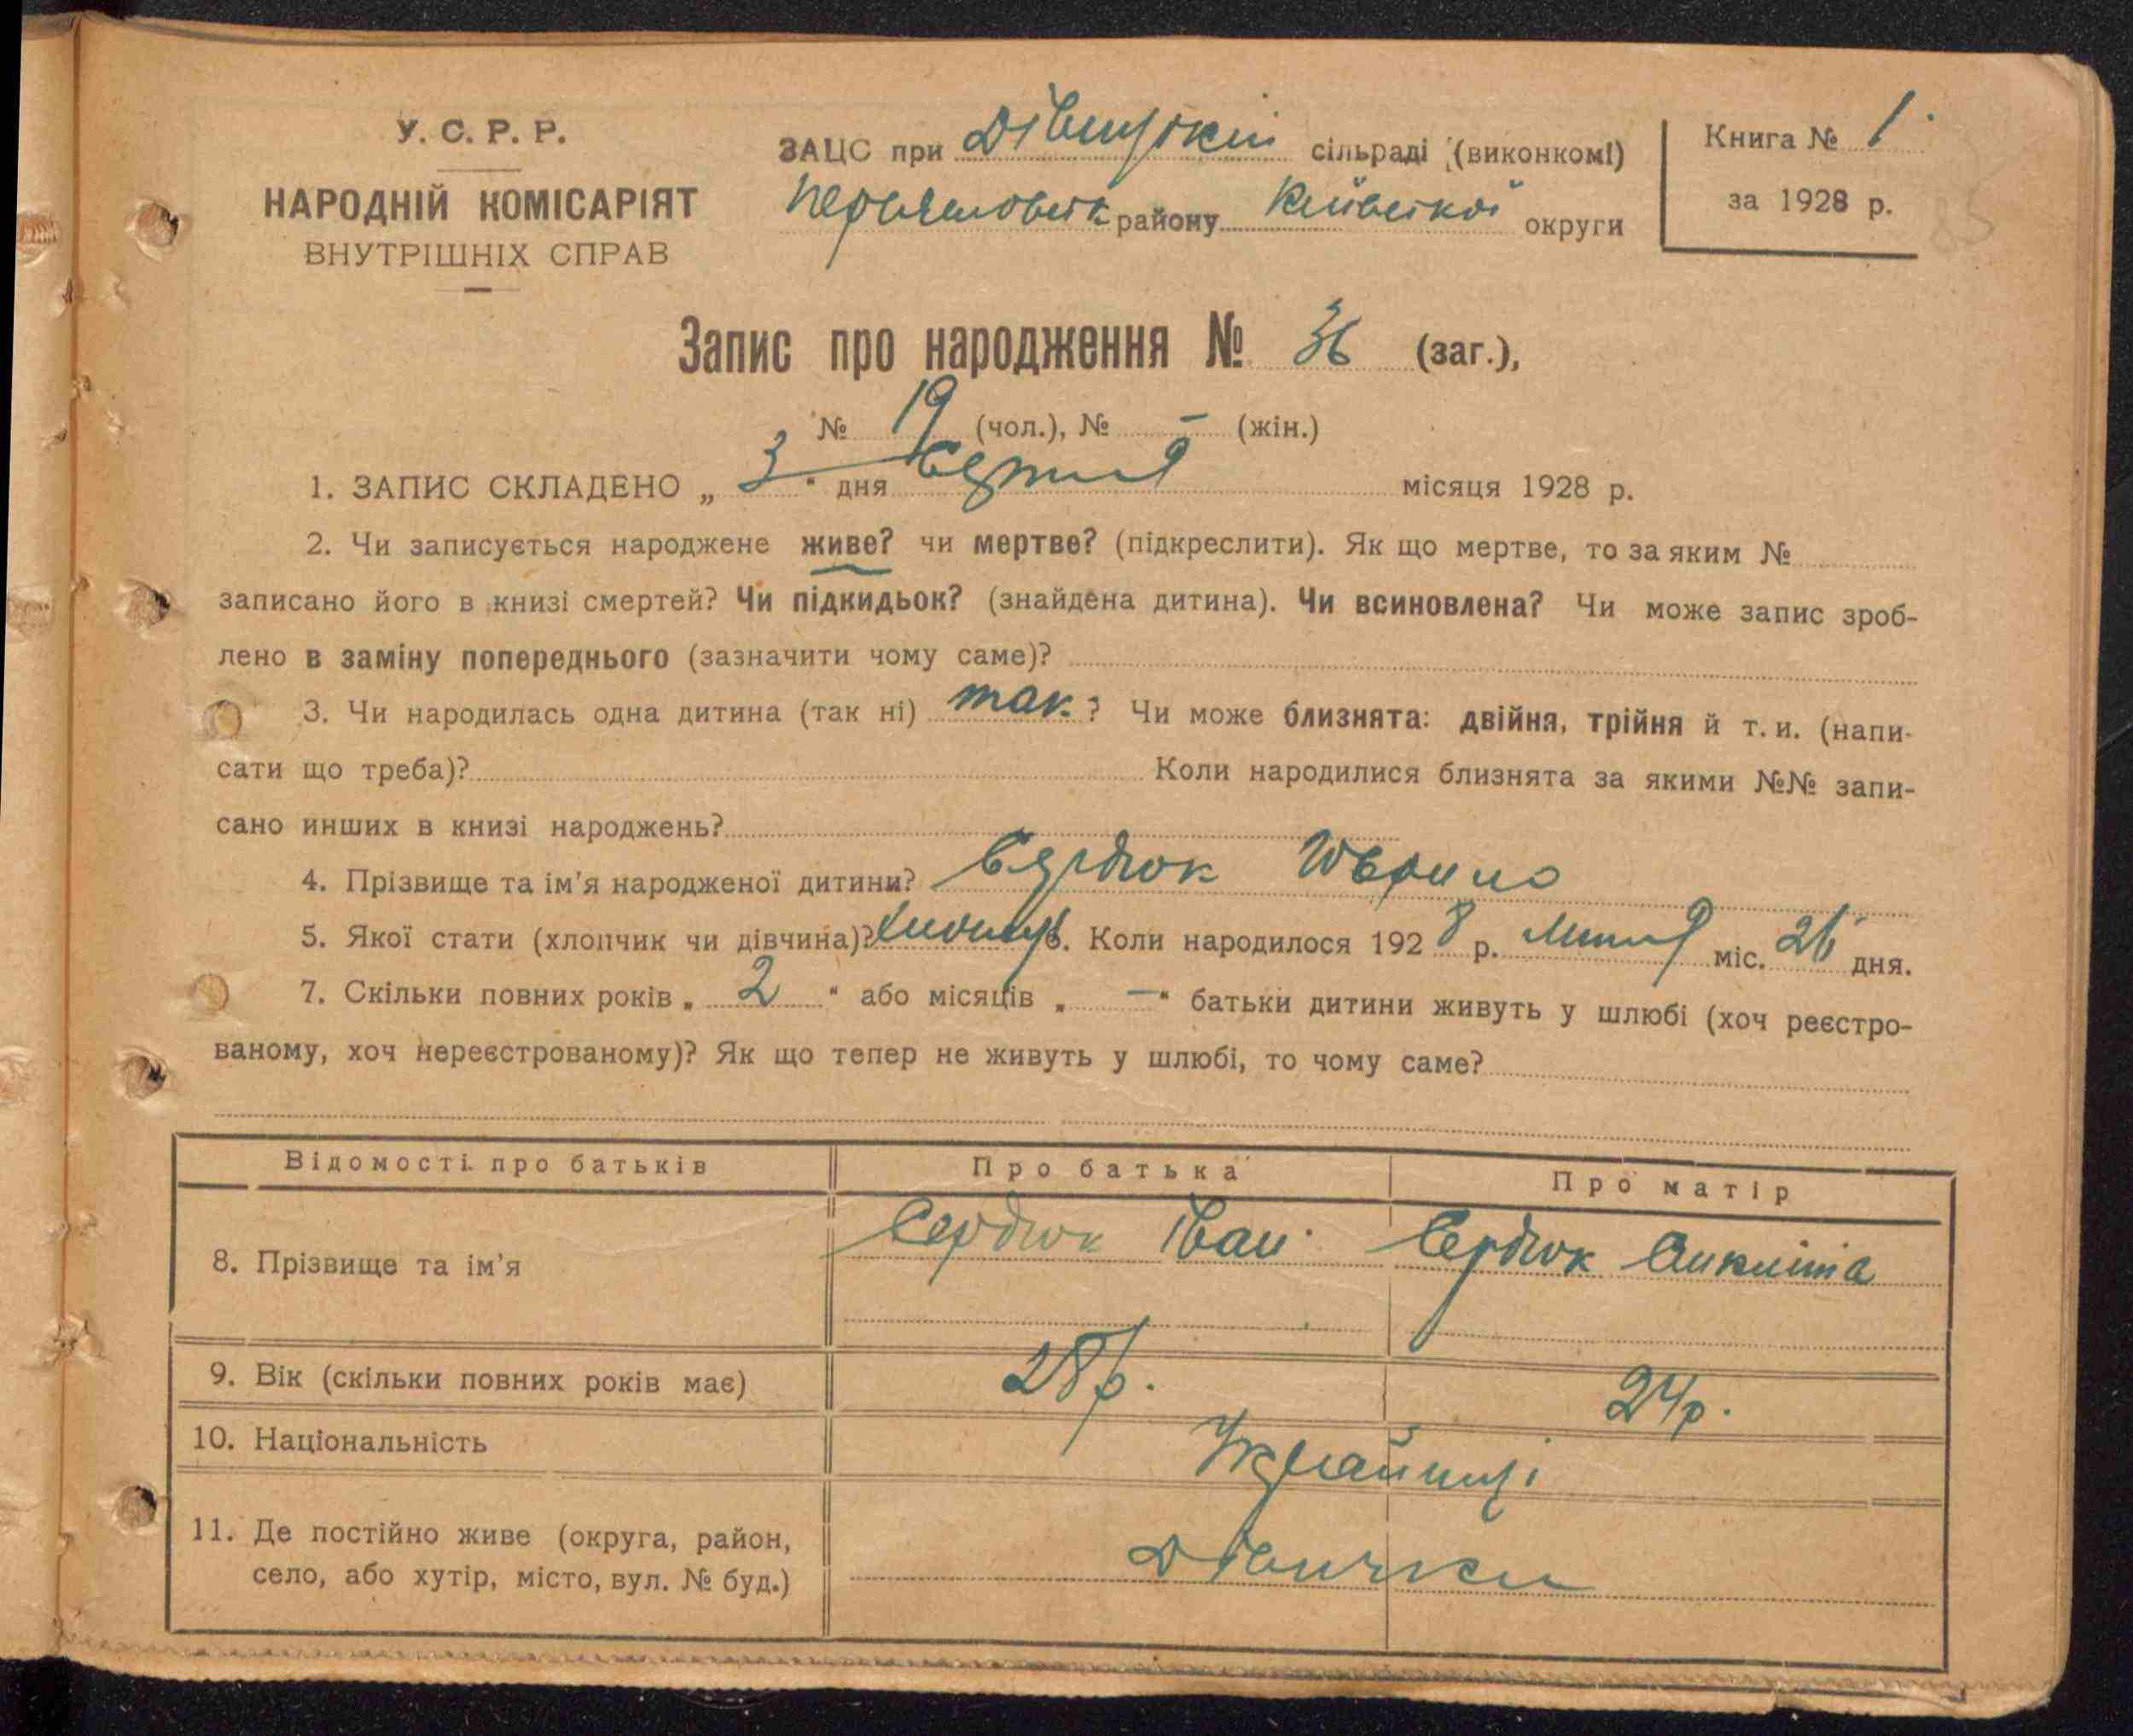 У. С. Р. Р.
НАРОДНІЙ КОМІСАРІЯТ
ВНУТРІШНІХ СПРАВ
ЗАЦС при Дівицькій сільраді (виконкомі)
району Київської округи
Книга № 1
за 1928 р.
Запис про народження № 36 (заг.),
№ 19 (чол.), № – (жін.)
1. ЗАПИС СКЛАДЕНО „ 3 " дня Серпня місяця 1928 р.
2. Чи записується народжене живе? чи мертве? (підкреслити). Як що мертве, то за яким №
записано його в книзі смертей? Чи підкидьок? (знайдена дитина). Чи всиновлена? Чи може запис зроб-
лено в заміну попереднього (зазначити чому саме)?
3. Чи народилась одна дитина (так ні) так ? Чи може близнята: двійня, трійня й т. и. (напи-
сати що треба)? Коли народилися близнята за якими №№ запи-
сано инших в книзі народжень?
4. Прізвище та ім'я народженої дитини? Сердюк
5. Якої стати (хлопчик чи дівчина)? 6. Коли народилося 1928 р. Липня міс. 26 дня.
7. Скільки повних років „ 2 " або місяців „ — " батьки дитини живуть у шлюбі (хоч реєстро-
ваному, хоч нереєстрованому)? Як що тепер не живуть у шлюбі, то чому саме?
Відомості про батьків Про батька Про матір
8. Прізвище та ім'я Сердюк Іван Сердюк
9. Вік (скільки повних років має) 28 р. 24 р.
10. Національність Українці
11. Де постійно живе (округа, район,
село, або хутір, місто, вул. № буд.) Дівички